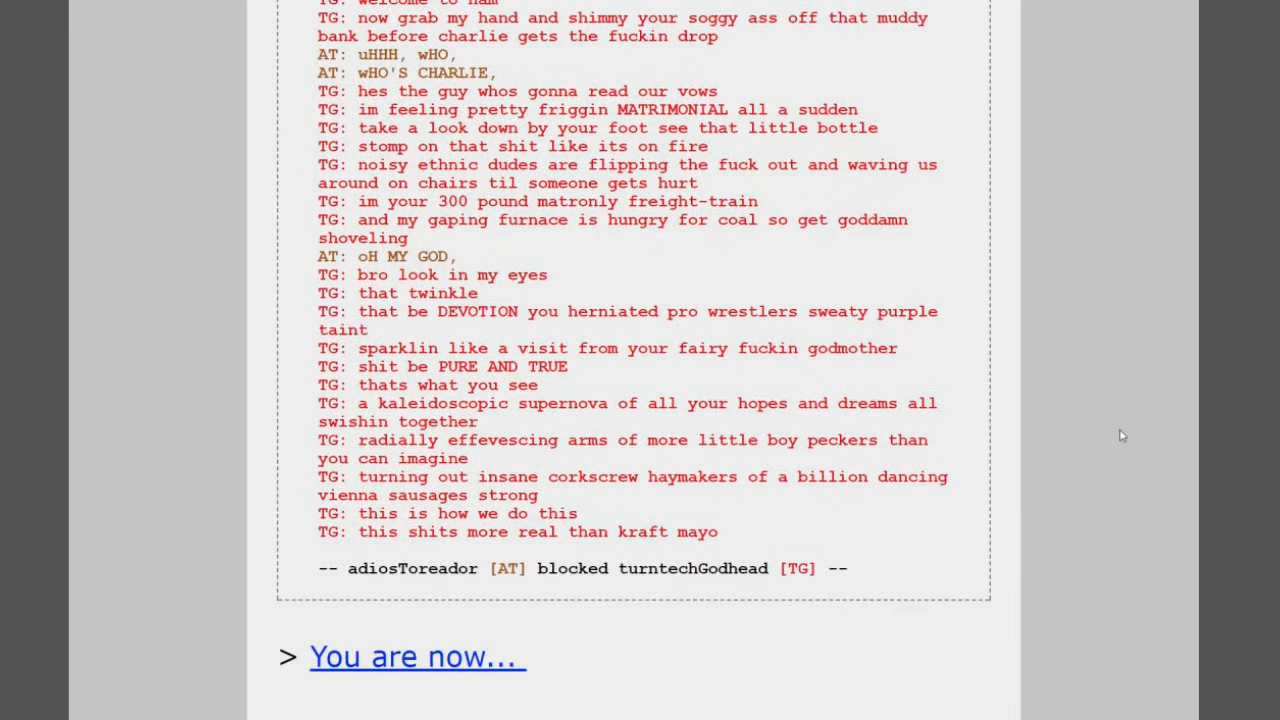 TG: welcome to nam
TG: now grab my hand and shimmy your soggy ass off that muddy
bank before charlie gets the fuckin drop
AT: uHHH, wHO,
AT: wHO'S CHARLIE,
TG: hes the guy whos gonna read our vows
TG: im feeling pretty friggin MATRIMONIAL all a sudden
TG: take a look down by your foot see that little bottle
TG: stomp on that shit like its on fire
TG: noisy ethnic dudes are flipping the fuck out and waving us
around on chairs til someone gets hurt
TG: im your 300 pound matronly freight-train
TG: and my gaping furnace is hungry for coal so get goddamn
shoveling
AT: oH MY GOD,
TG: bro look in my eyes
TG: that twinkle
TG: that be DEVOTION you herniated pro wrestlers sweaty purple
taint
TG: sparklin like a visit from your fairy fuckin godmother
TG: shit be PURE AND TRUE
TG: thats what you see
TG: a kaleidoscopic supernova of all your hopes and dreams all
swishin together
TG: radially effevescing arms of more little boy peckers than
you can imagine
TG: turning out insane corkscrew haymakers of a billion dancing
vienna sausages strong
TG: this is how we do this
TG: this shits more real than kraft mayo
-- adiosToreador [AT] blocked turntechGodhead [TG] --
> You are now...